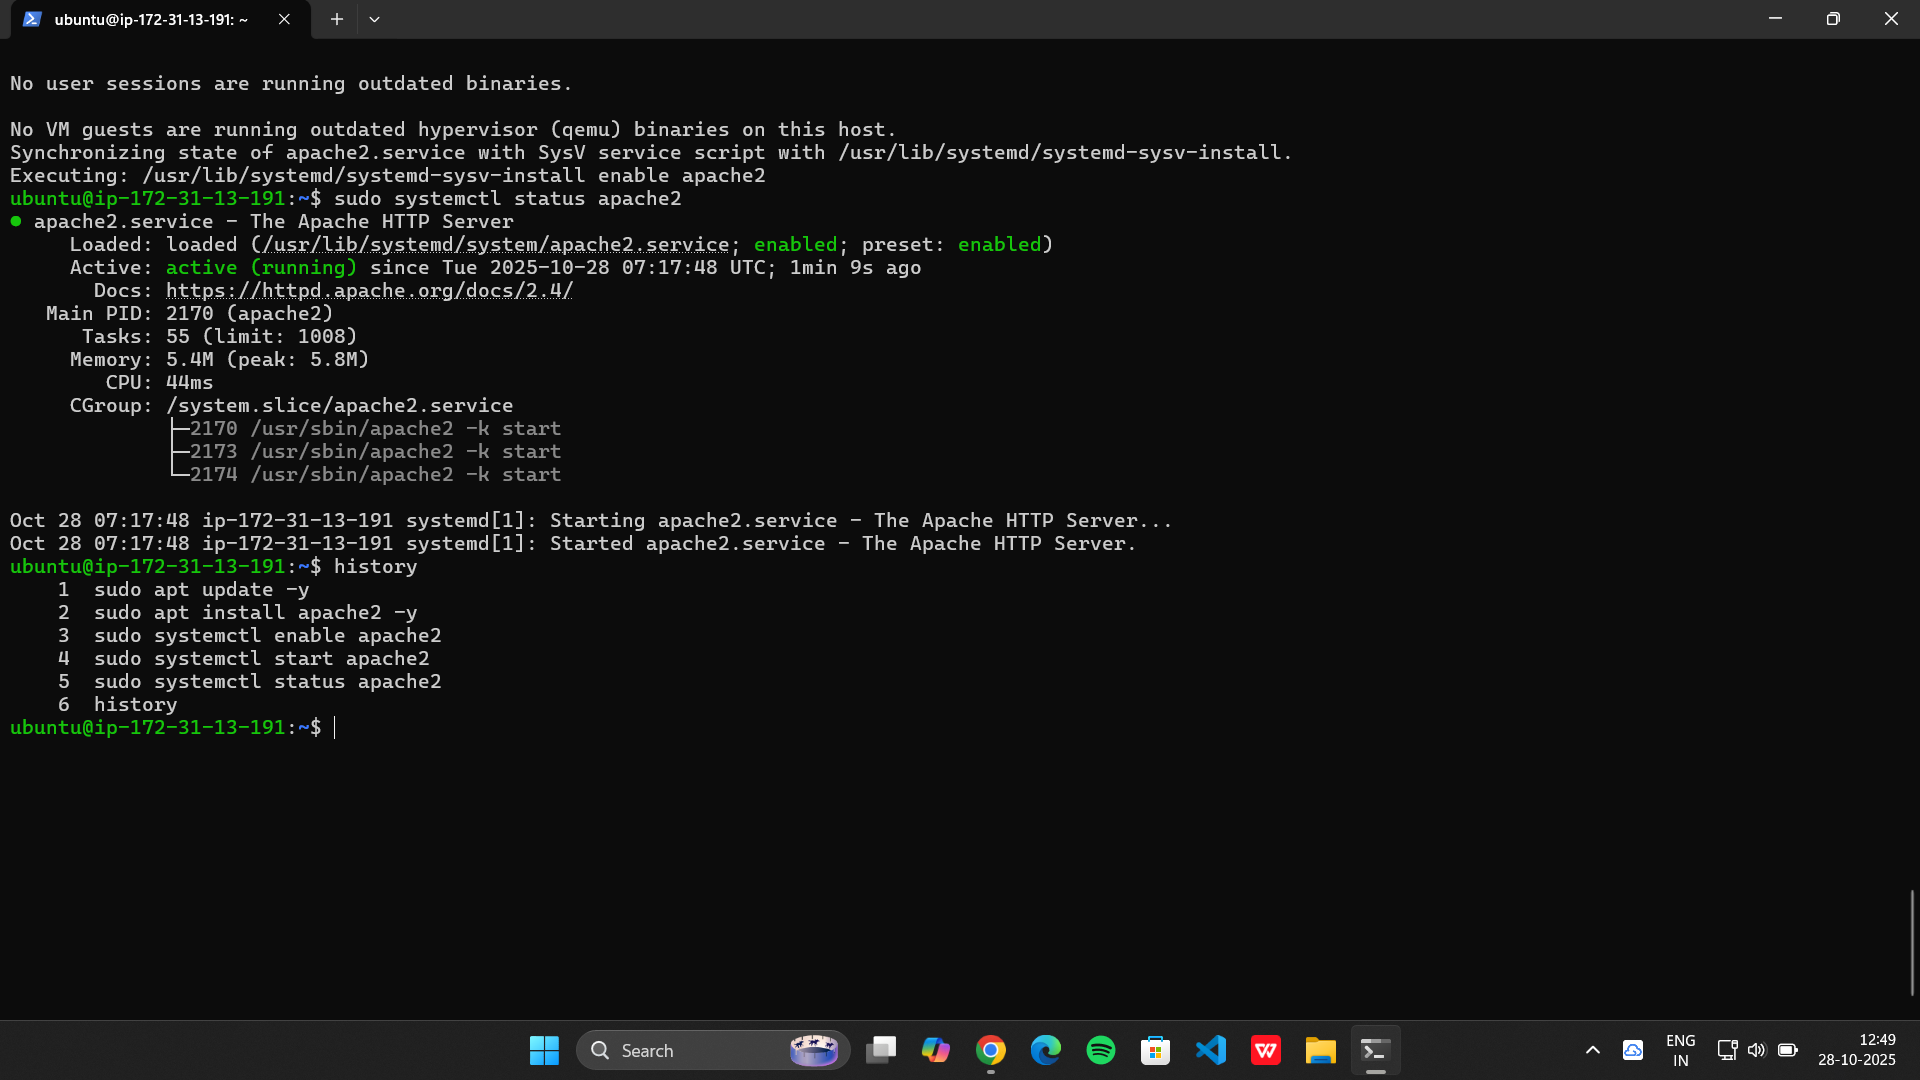 ubuntu@ip-172-31-13-191: ~
No user sessions are running outdated binaries.
No VM guests are running outdated hypervisor (qemu) binaries on this host.
Synchronizing state of apache2.service with SysV service script with /usr/lib/systemd/systemd-sysv-install.
Executing: /usr/lib/systemd/systemd-sysv-install enable apache2
ubuntu@ip-172-31-13-191:~$ sudo systemctl status apache2
● apache2.service - The Apache HTTP Server
Loaded: loaded (/usr/lib/systemd/system/apache2.service; enabled; preset: enabled)
Active: active (running) since Tue 2025-10-28 07:17:48 UTC; 1min 9s ago
Docs: https://httpd.apache.org/docs/2.4/
Main PID: 2170 (apache2)
Tasks: 55 (limit: 1008)
Memory: 5.4M (peak: 5.8M)
CPU: 44ms
CGroup: /system.slice/apache2.service
├─2170 /usr/sbin/apache2 -k start
├─2173 /usr/sbin/apache2 -k start
└─2174 /usr/sbin/apache2 -k start
Oct 28 07:17:48 ip-172-31-13-191 systemd[1]: Starting apache2.service - The Apache HTTP Server...
Oct 28 07:17:48 ip-172-31-13-191 systemd[1]: Started apache2.service - The Apache HTTP Server.
ubuntu@ip-172-31-13-191:~$ history
1 sudo apt update -y
2 sudo apt install apache2 -y
3 sudo systemctl enable apache2
4 sudo systemctl start apache2
5 sudo systemctl status apache2
6 history
ubuntu@ip-172-31-13-191:~$
Search
ENG
IN
12:49
28-10-2025